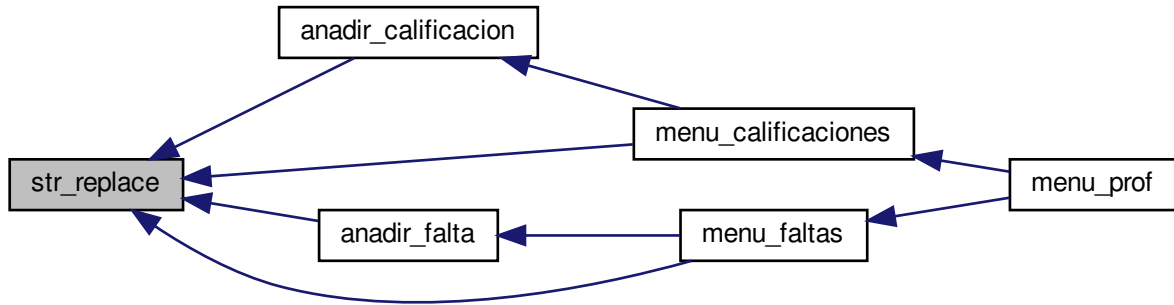 anadir_calificacion
menu_calificaciones
str_replace
menu_prof
anadir_falta
menu_faltas